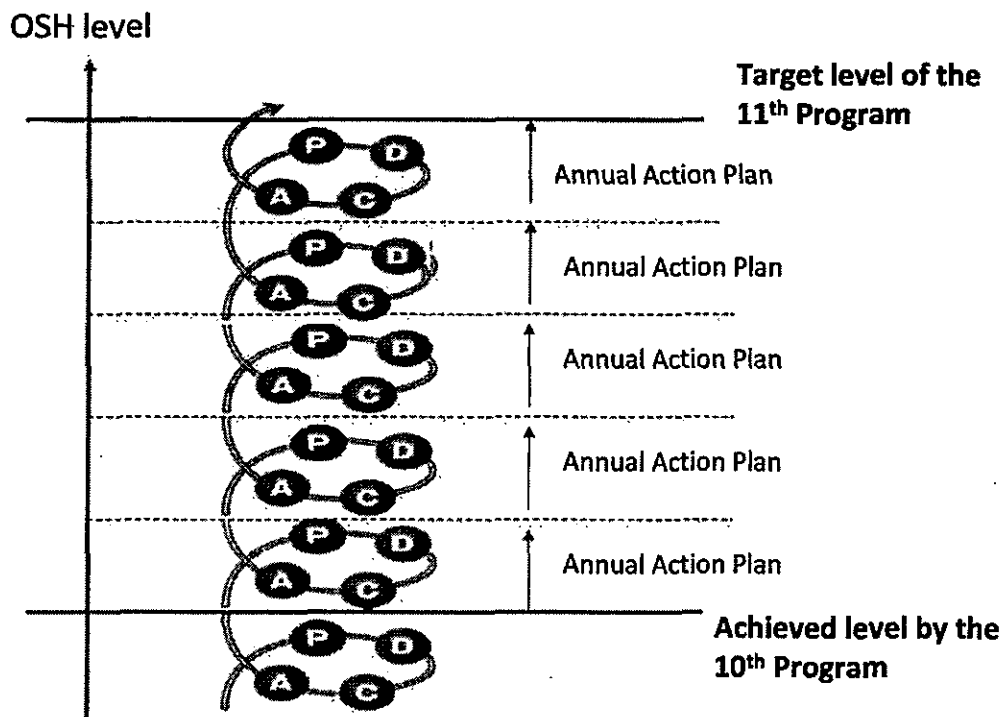 OSH level
Target level of the
11th Program
P D
Annual Action Plan
A C
P D
Annual Action Plan
A C
P D
Annual Action Plan
A C
P D
Annual Action Plan
A C
P D
Annual Action Plan
A C
Achieved level by the
10th Program
P D
A C